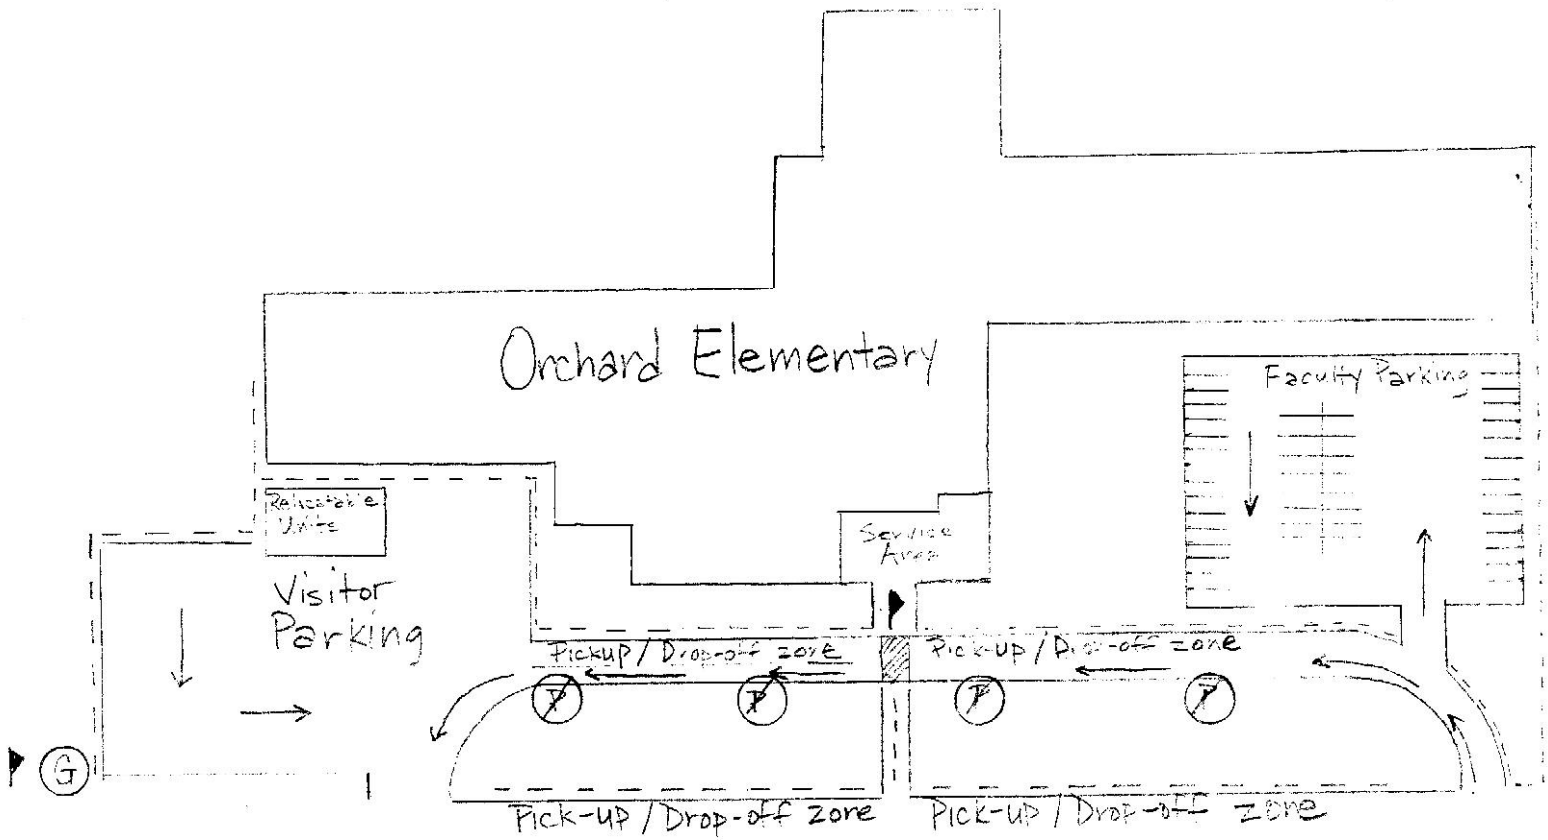 Orchard Elementary
Faculty Parking
Relocatable
Units
Service
Area
Visitor
Parking
Pickup / Drop-off zone
Pick-up / Drop-off zone
P
P
P
P
G
Pick-up / Drop-off zone
Pick-up / Drop-off zone